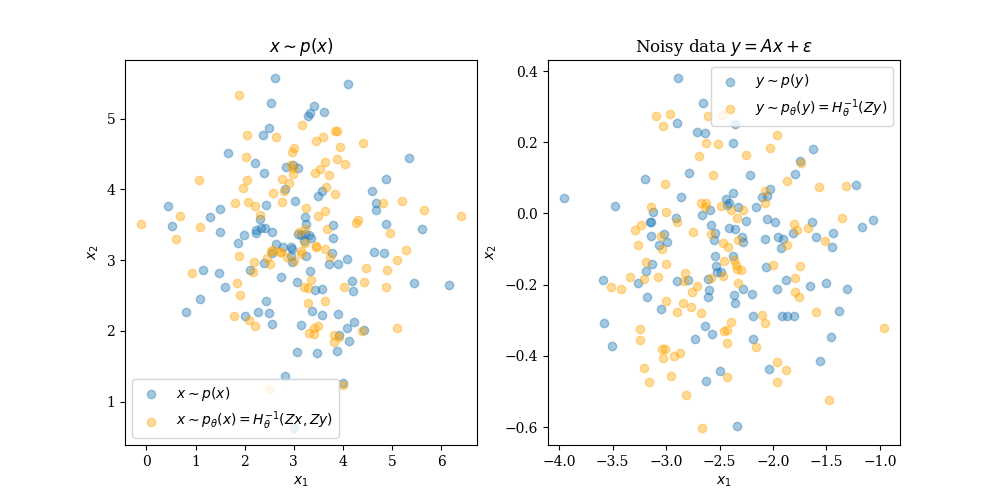 x ~ p(x)
5
4
3
2
1
0 1 2 3 4 5 6
x₁
x₂
x ~ p(x)
x ~ p_θ(x) = H_θ^{-1}(Zx, Zy)
Noisy data y = Ax + ε
0.4
0.2
0.0
−0.2
−0.4
−0.6
−4.0 −3.5 −3.0 −2.5 −2.0 −1.5 −1.0
x₁
x₂
y ~ p(y)
y ~ p_θ(y) = H_θ^{-1}(Zy)